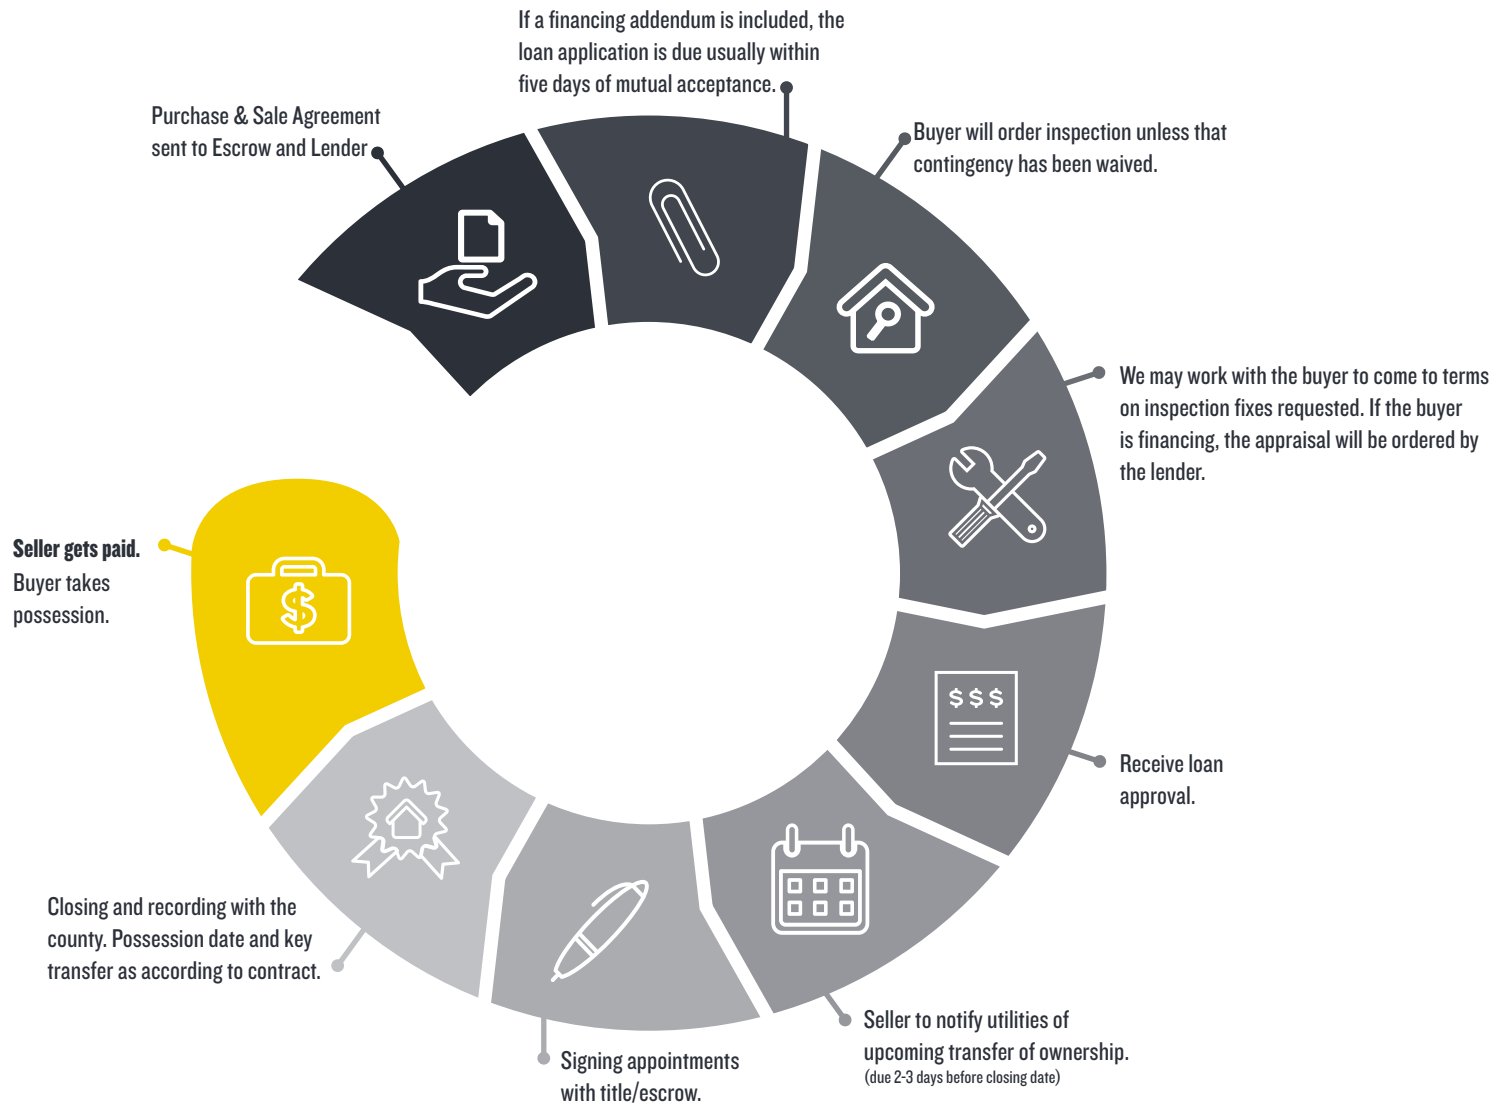 Purchase & Sale Agreement
sent to Escrow and Lender
If a financing addendum is included, the
loan application is due usually within
five days of mutual acceptance.
Buyer will order inspection unless that
contingency has been waived.
We may work with the buyer to come to terms
on inspection fixes requested. If the buyer
is financing, the appraisal will be ordered by
the lender.
$$$
Receive loan
approval.
Seller to notify utilities of
upcoming transfer of ownership.
(due 2-3 days before closing date)
Signing appointments
with title/escrow.
Closing and recording with the
county. Possession date and key
transfer as according to contract.
$
Seller gets paid.
Buyer takes
possession.